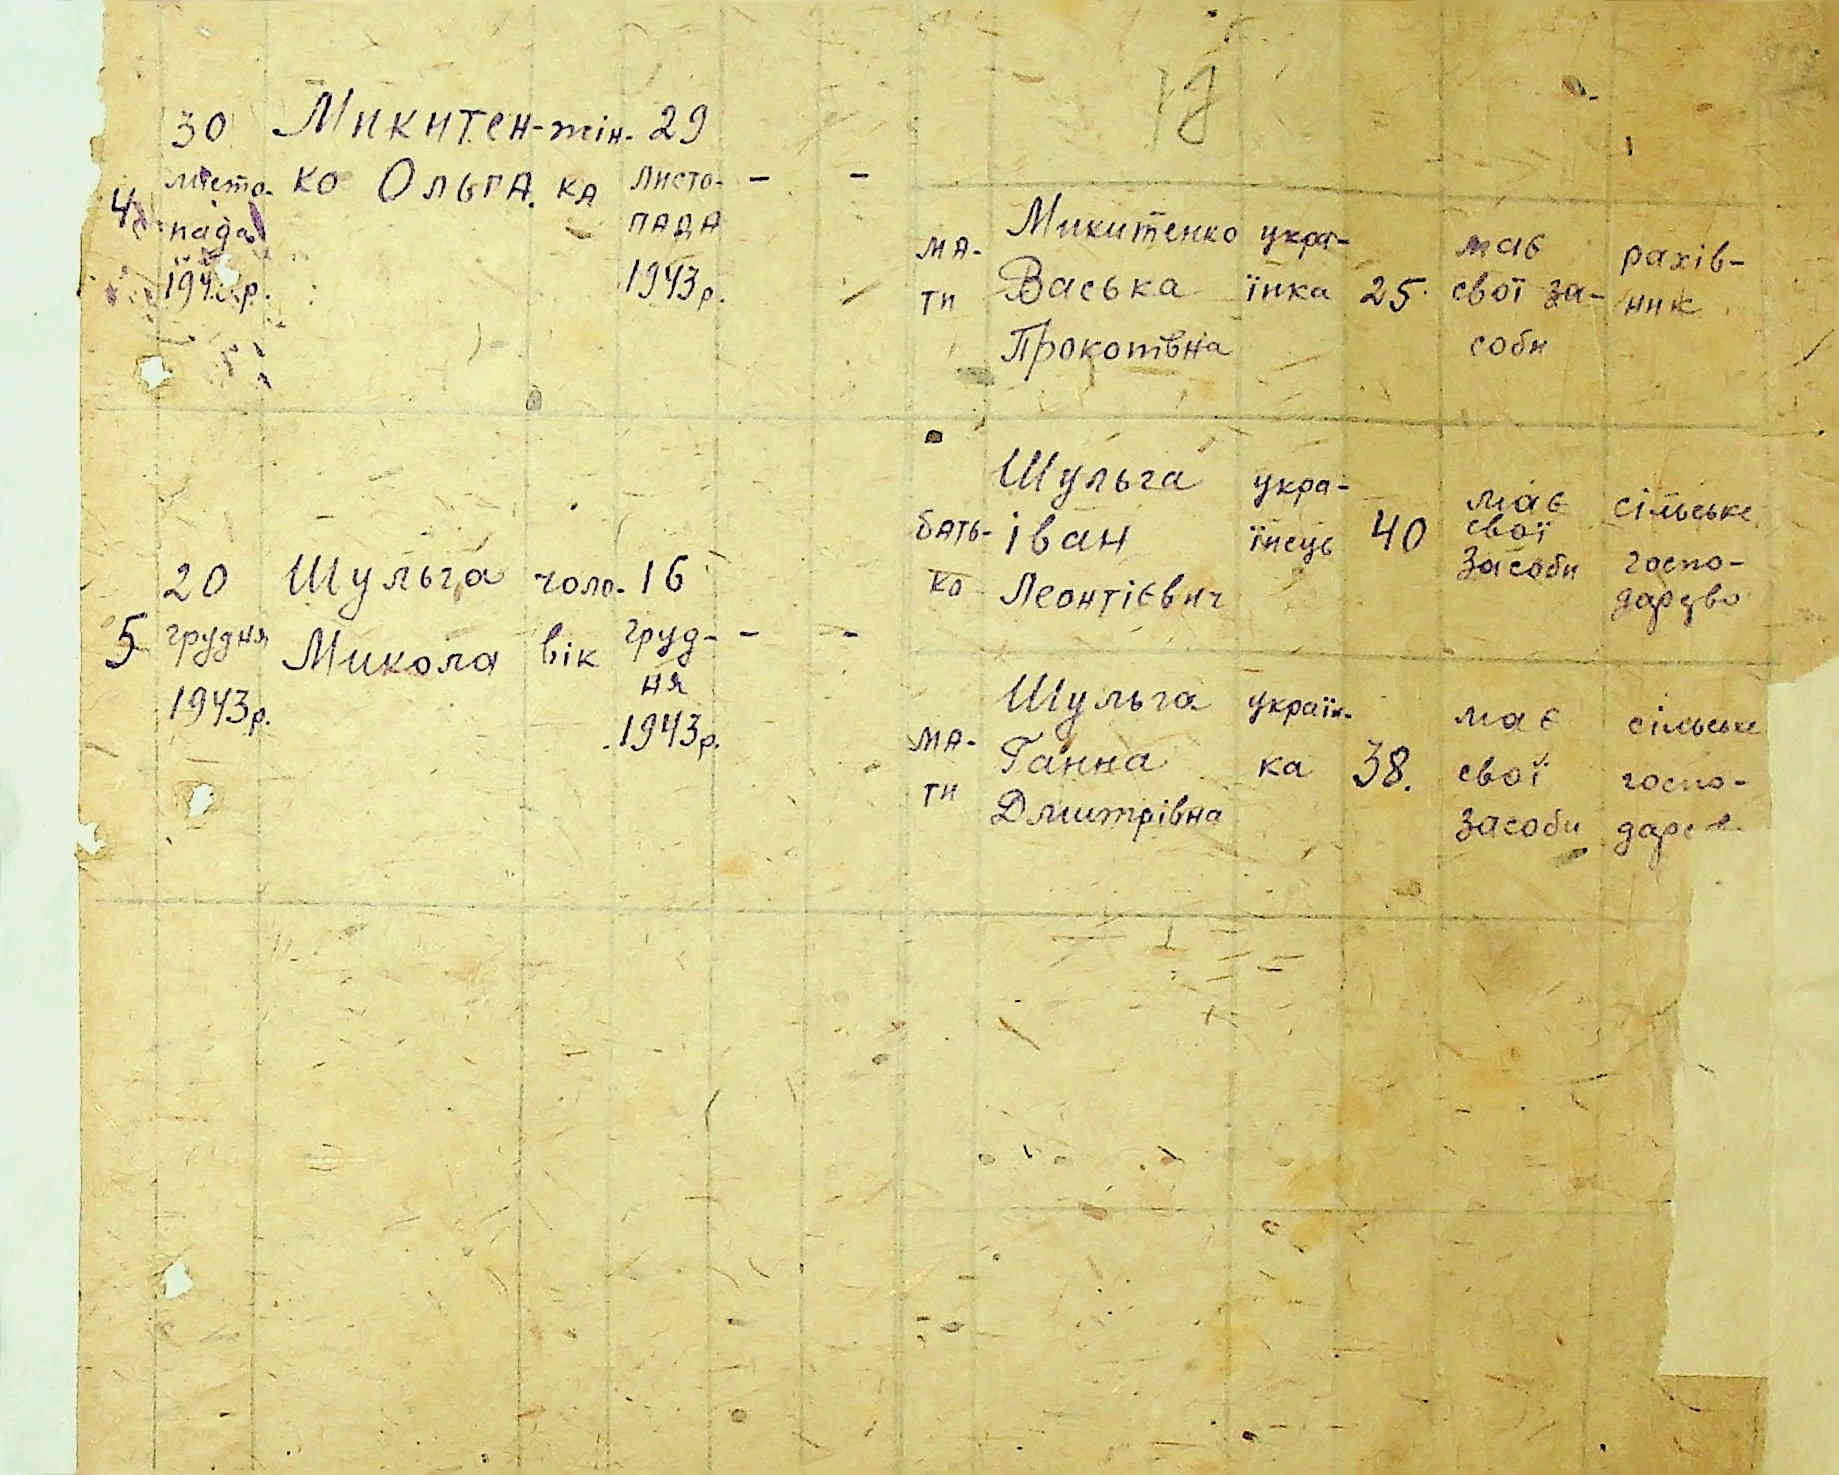 30 Микитен- жін- 29
4 листо- ко Ольга. ка листо- - -
пада пада
194 р. 1943р.
ма- Микитенко укра- має рахів-
ти Васька їнка 25. свої за- ник
Прокопівна соби
Шульга укра- має сільське
бать- Іван їнець 40 свої
ко Леонтієвич засоби госпо-
дарство
20 Шульга чоло- 16
5 грудня Микола вік груд- - -
1943р. ня
1943р.
Шульга україн- має сільське
ма- Ганна ка 38. свої госпо-
ти Дмитрівна засоби